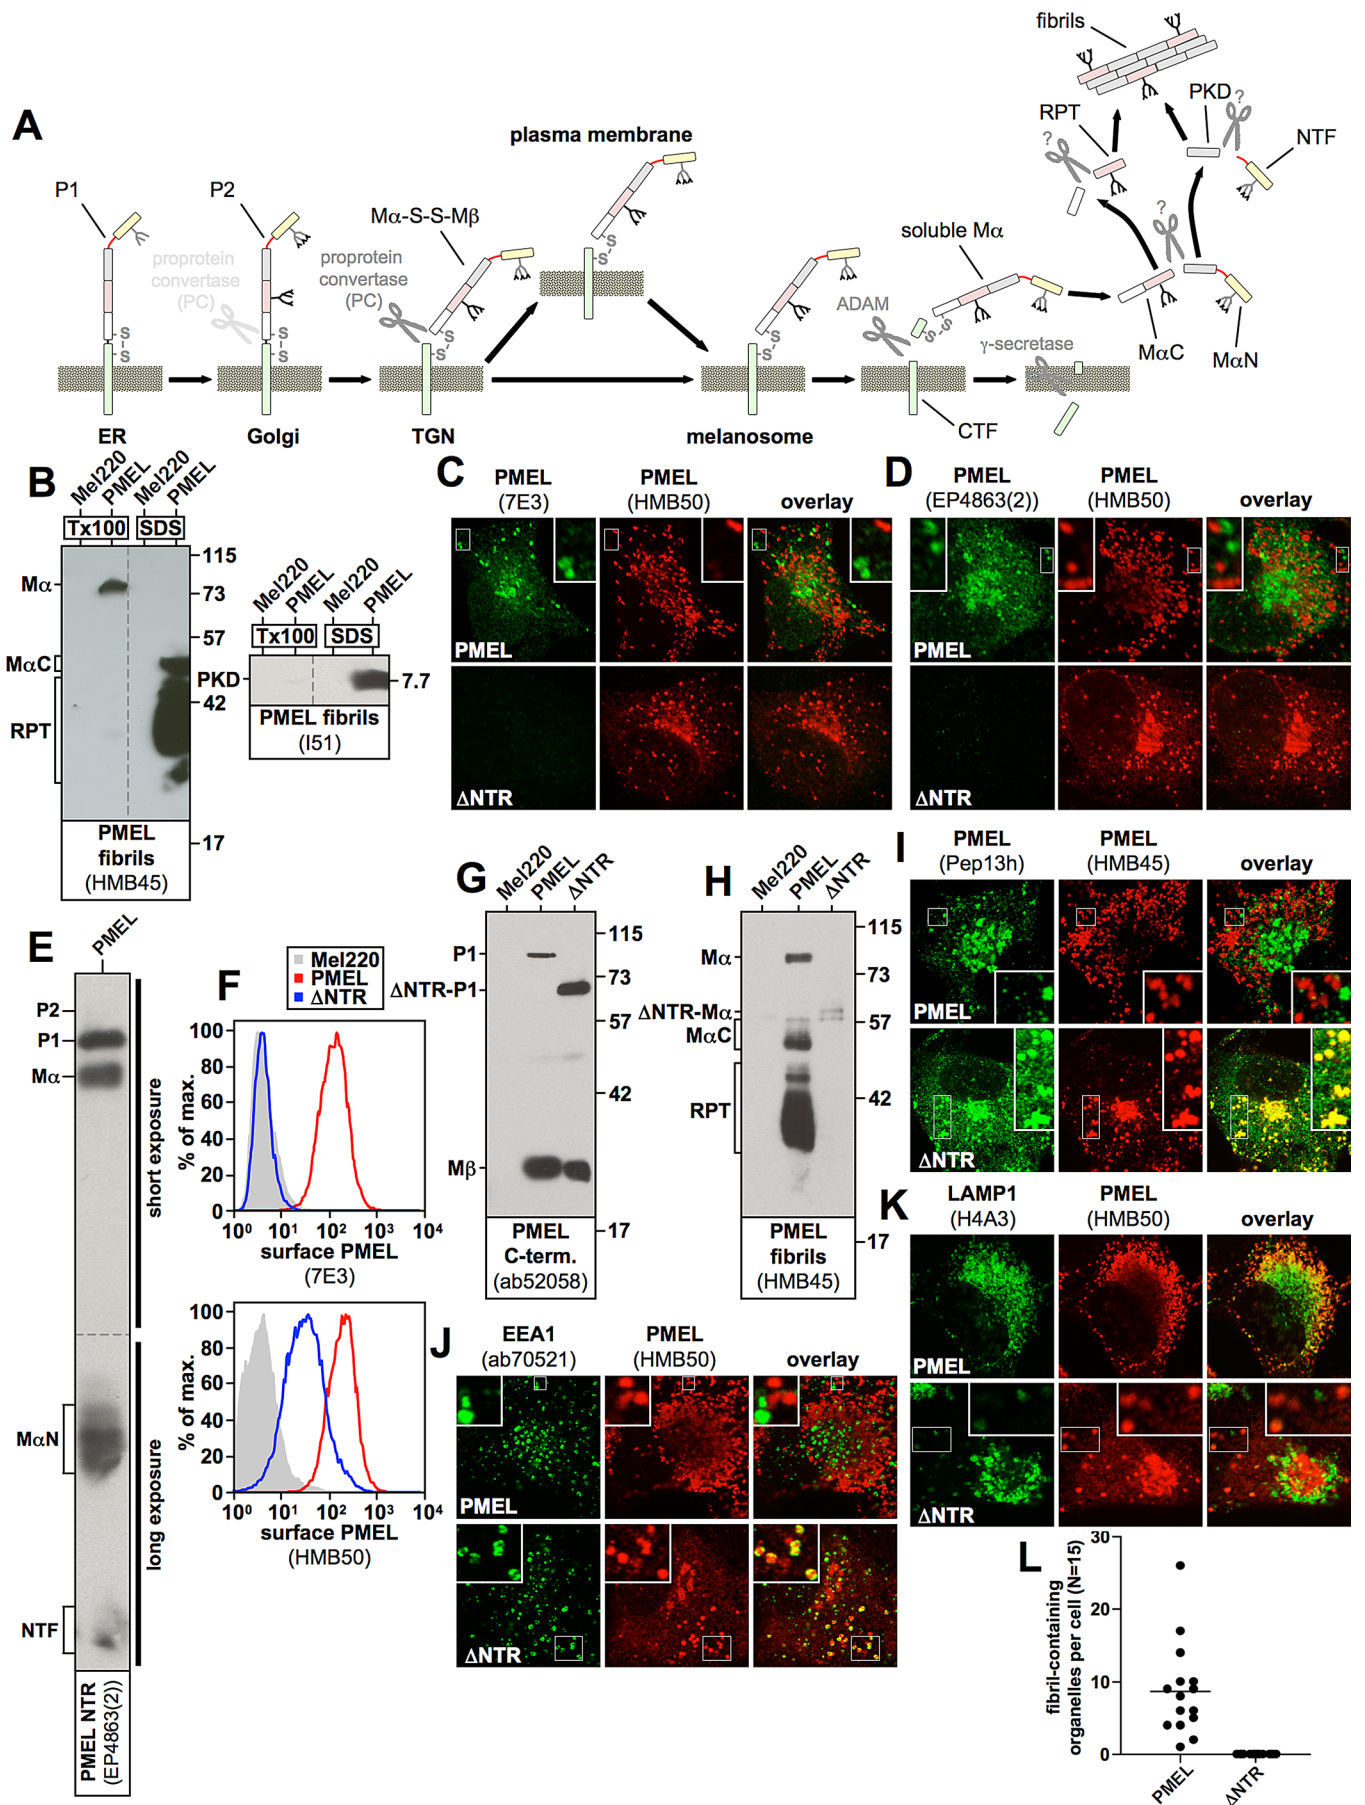 A
P1
P2
proprotein
convertase
(PC)
proprotein
convertase
(PC)
Mα-S-S-Mβ
plasma membrane
S
S
S
S
S
S
S
S
S
S
S
S
soluble Mα
ADAM
γ-secretase
CTF
fibrils
RPT
PKD
NTF
?
?
?
MαC
MαN
ER
Golgi
TGN
melanosome
B
Mel220
PMEL
Mel220
PMEL
Tx100
SDS
Mα
MαC
RPT
115
73
57
42
17
PMEL
fibrils
(HMB45)
Mel220
PMEL
Mel220
PMEL
Tx100
SDS
PKD
7.7
PMEL fibrils
(I51)
C
PMEL
(7E3)
PMEL
(HMB50)
overlay
PMEL
ΔNTR
D
PMEL
(EP4863(2))
PMEL
(HMB50)
overlay
PMEL
ΔNTR
E
PMEL
P2
P1
Mα
MαN
NTF
short exposure
long exposure
PMEL NTR
(EP4863(2))
F
Mel220
PMEL
ΔNTR
% of max.
100
80
60
40
20
0
10⁰
10¹
10²
10³
10⁴
surface PMEL
(7E3)
% of max.
100
80
60
40
20
0
10⁰
10¹
10²
10³
10⁴
surface PMEL
(HMB50)
G
Mel220
PMEL
ΔNTR
P1
ΔNTR-P1
Mβ
115
73
57
42
17
PMEL
C-term.
(ab52058)
H
Mel220
PMEL
ΔNTR
Mα
ΔNTR-Mα
MαC
RPT
115
73
57
42
17
PMEL
fibrils
(HMB45)
I
PMEL
(Pep13h)
PMEL
(HMB45)
overlay
PMEL
ΔNTR
J
EEA1
(ab70521)
PMEL
(HMB50)
overlay
PMEL
ΔNTR
K
LAMP1
(H4A3)
PMEL
(HMB50)
overlay
PMEL
ΔNTR
L
fibril-containing
organelles per cell (N=15)
30
20
10
0
PMEL
ΔNTR